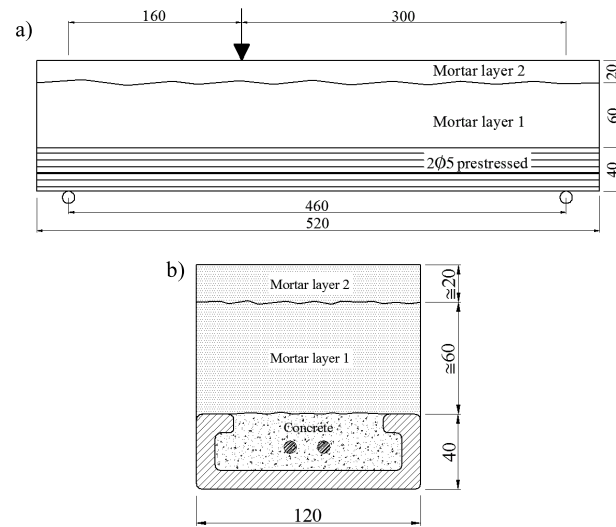 a)
160
300
Mortar layer 2
20
Mortar layer 1
60
2Ø5 prestressed
40
460
520
b)
Mortar layer 2
≅20
Mortar layer 1
≅60
Concrete
40
120